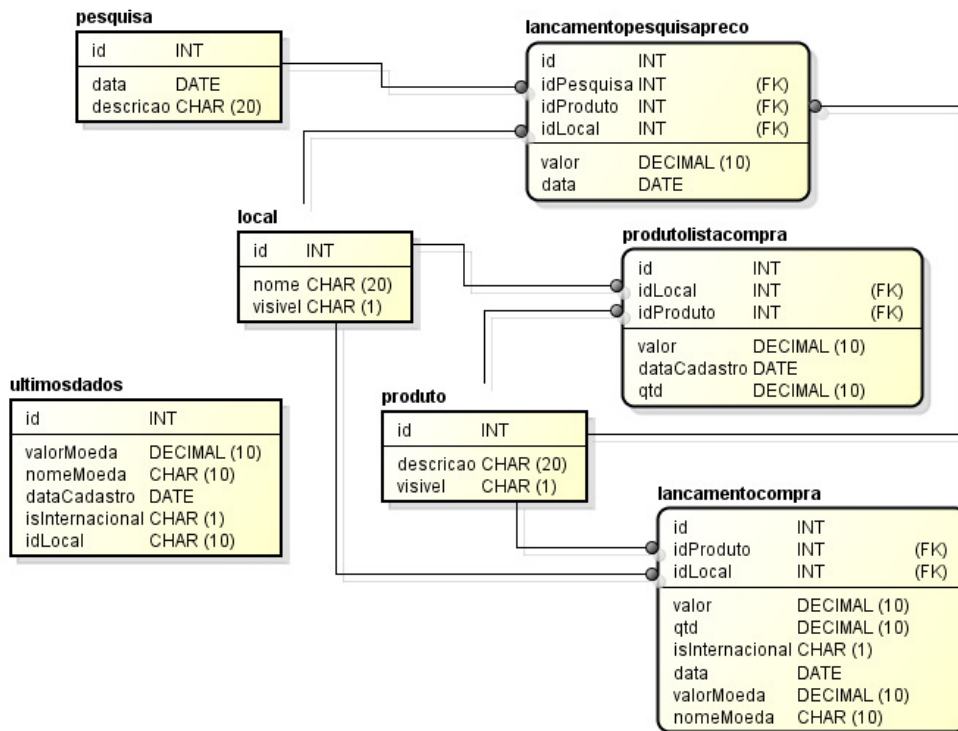 pesquisa
id INT
data DATE
descricao CHAR (20)
lancamentopesquisapreco
id INT
idPesquisa INT (FK)
idProduto INT (FK)
idLocal INT (FK)
valor DECIMAL (10)
data DATE
local
id INT
nome CHAR (20)
visivel CHAR (1)
produtolistacompra
id INT
idLocal INT (FK)
idProduto INT (FK)
valor DECIMAL (10)
dataCadastro DATE
qtd DECIMAL (10)
ultimosdados
id INT
valorMoeda DECIMAL (10)
nomeMoeda CHAR (10)
dataCadastro DATE
isInternacional CHAR (1)
idLocal CHAR (10)
produto
id INT
descricao CHAR (20)
visivel CHAR (1)
lancamentocompra
id INT
idProduto INT (FK)
idLocal INT (FK)
valor DECIMAL (10)
qtd DECIMAL (10)
isInternacional CHAR (1)
data DATE
valorMoeda DECIMAL (10)
nomeMoeda CHAR (10)